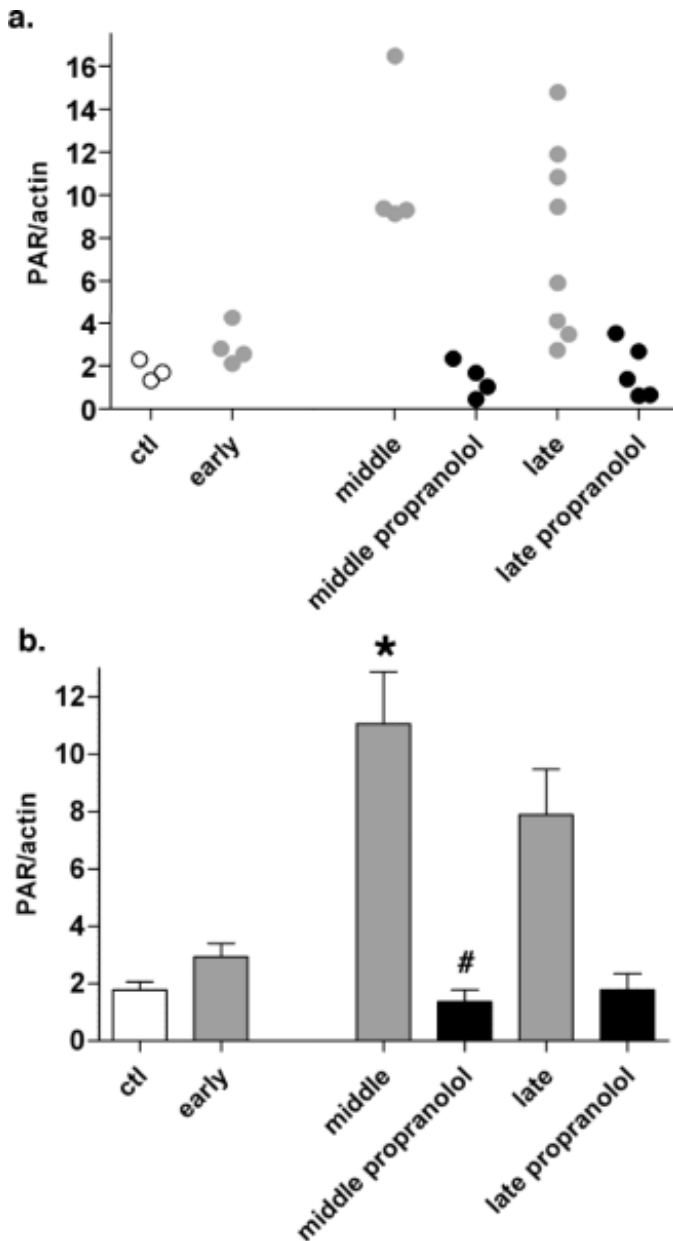 a.
PAR/actin
16
14
12
10
8
6
4
2
0
ctl
early
middle
middle propranolol
late
late propranolol
b.
PAR/actin
*
#
12
10
8
6
4
2
0
ctl
early
middle
middle propranolol
late
late propranolol